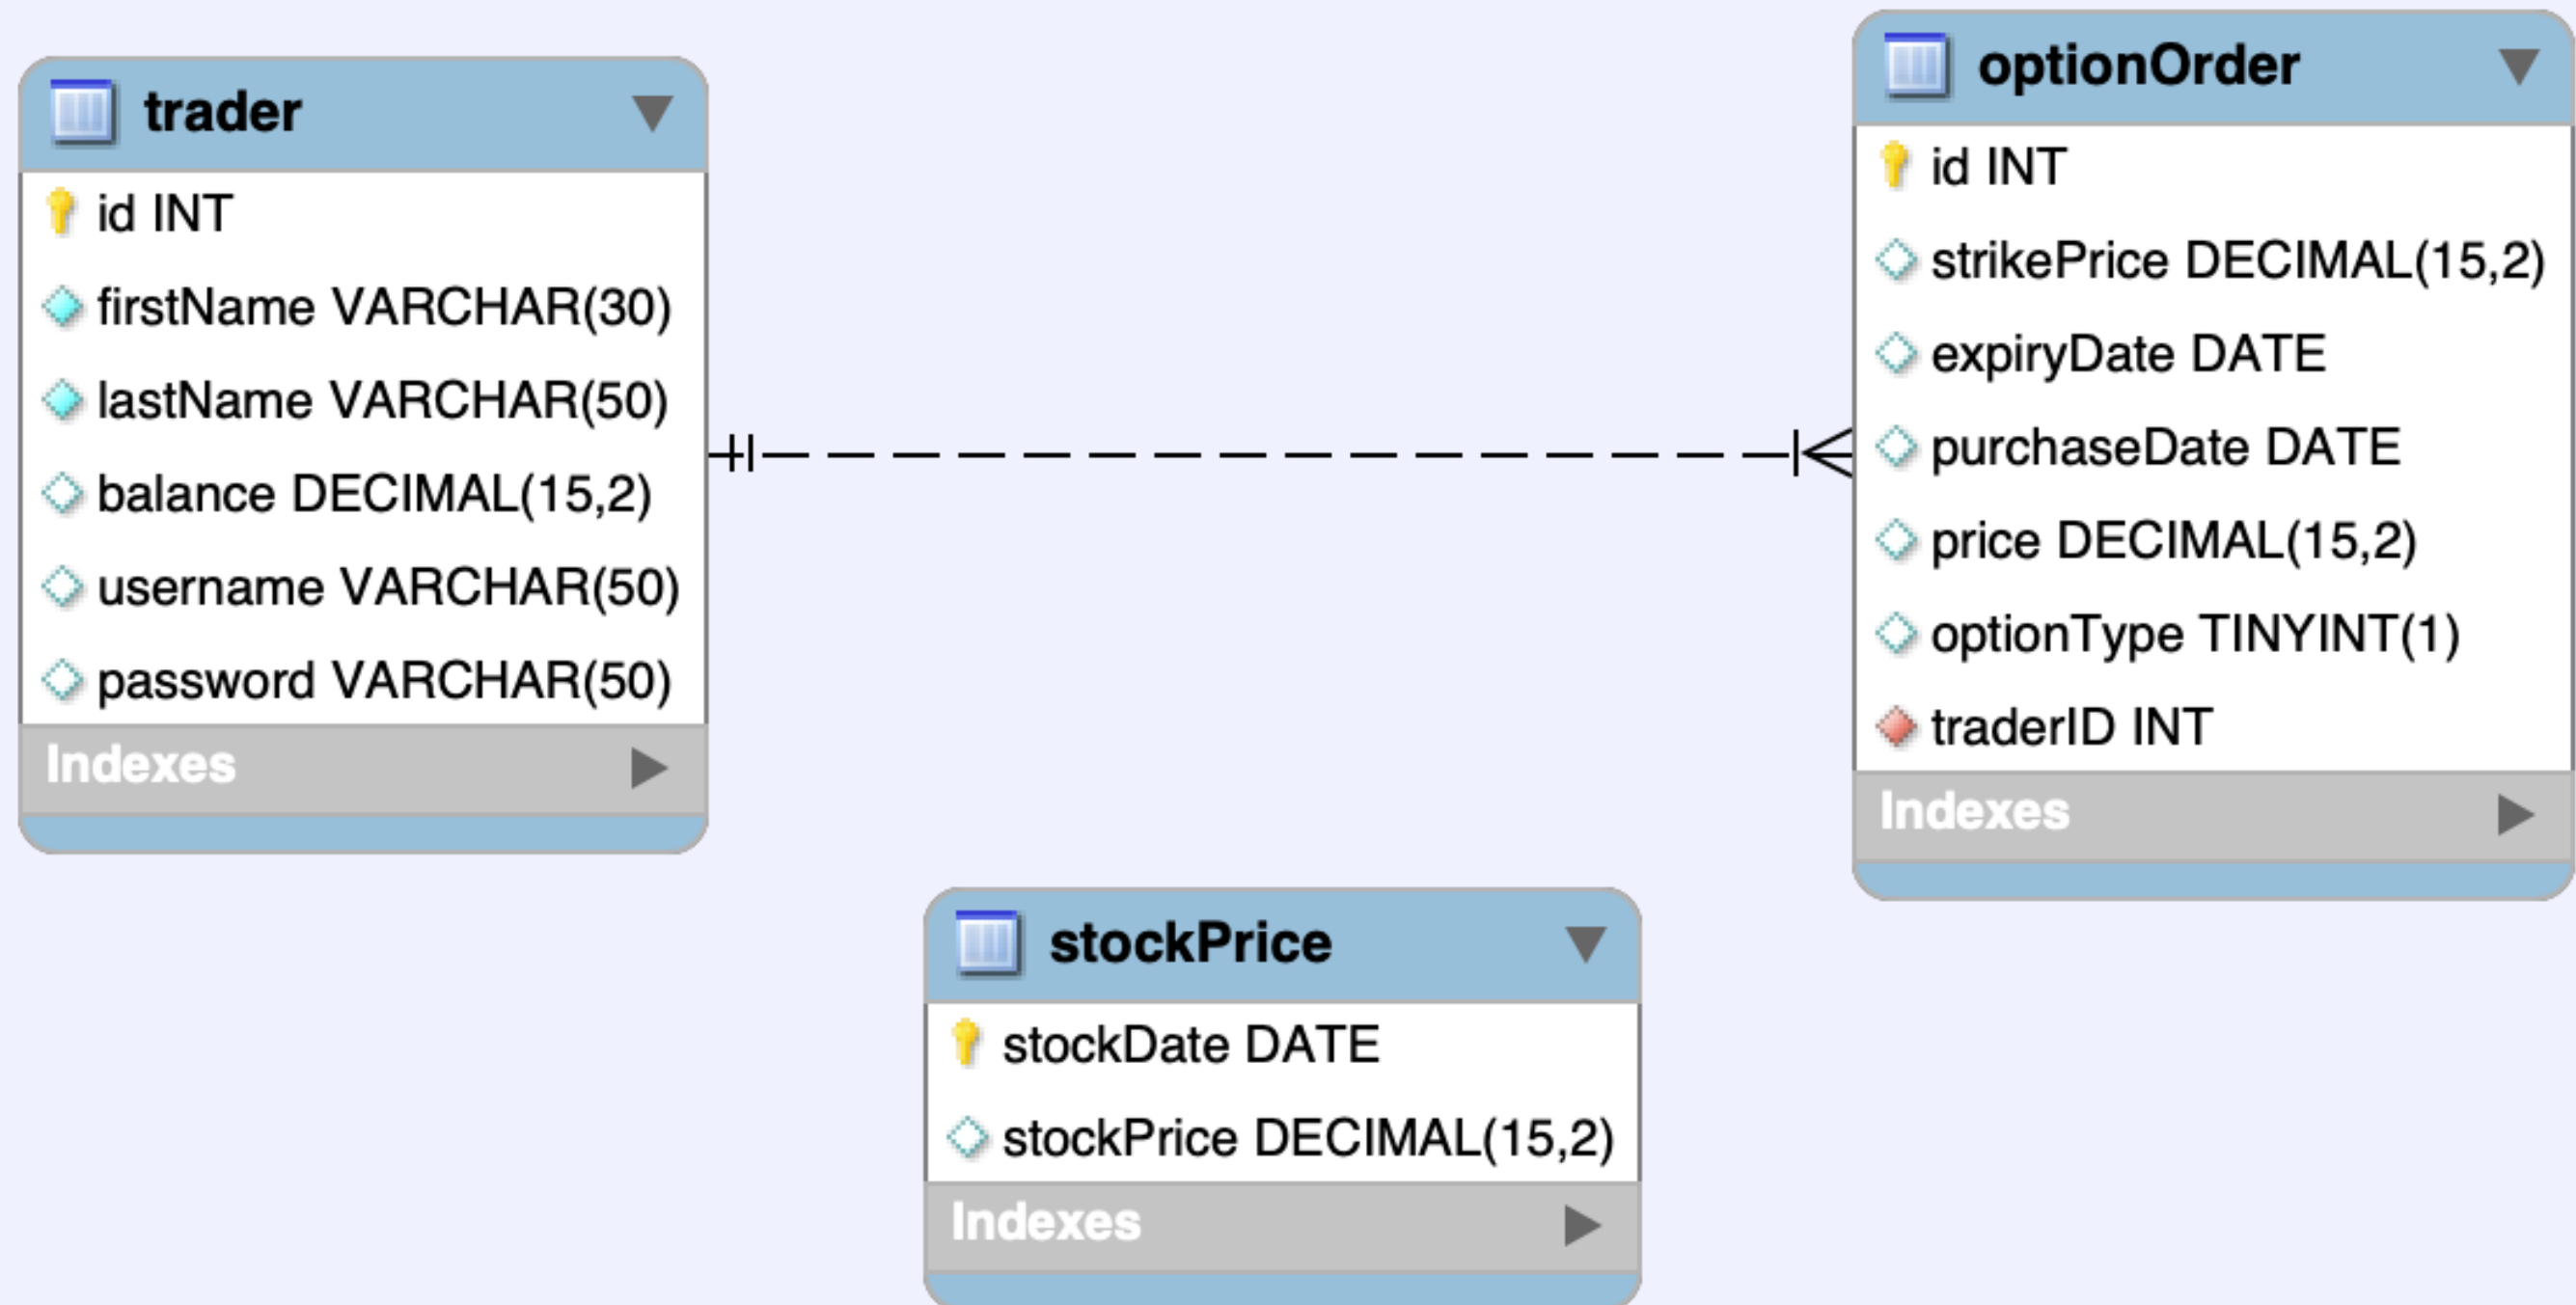 trader
id INT
firstName VARCHAR(30)
lastName VARCHAR(50)
balance DECIMAL(15,2)
username VARCHAR(50)
password VARCHAR(50)
Indexes
optionOrder
id INT
strikePrice DECIMAL(15,2)
expiryDate DATE
purchaseDate DATE
price DECIMAL(15,2)
optionType TINYINT(1)
traderID INT
Indexes
stockPrice
stockDate DATE
stockPrice DECIMAL(15,2)
Indexes